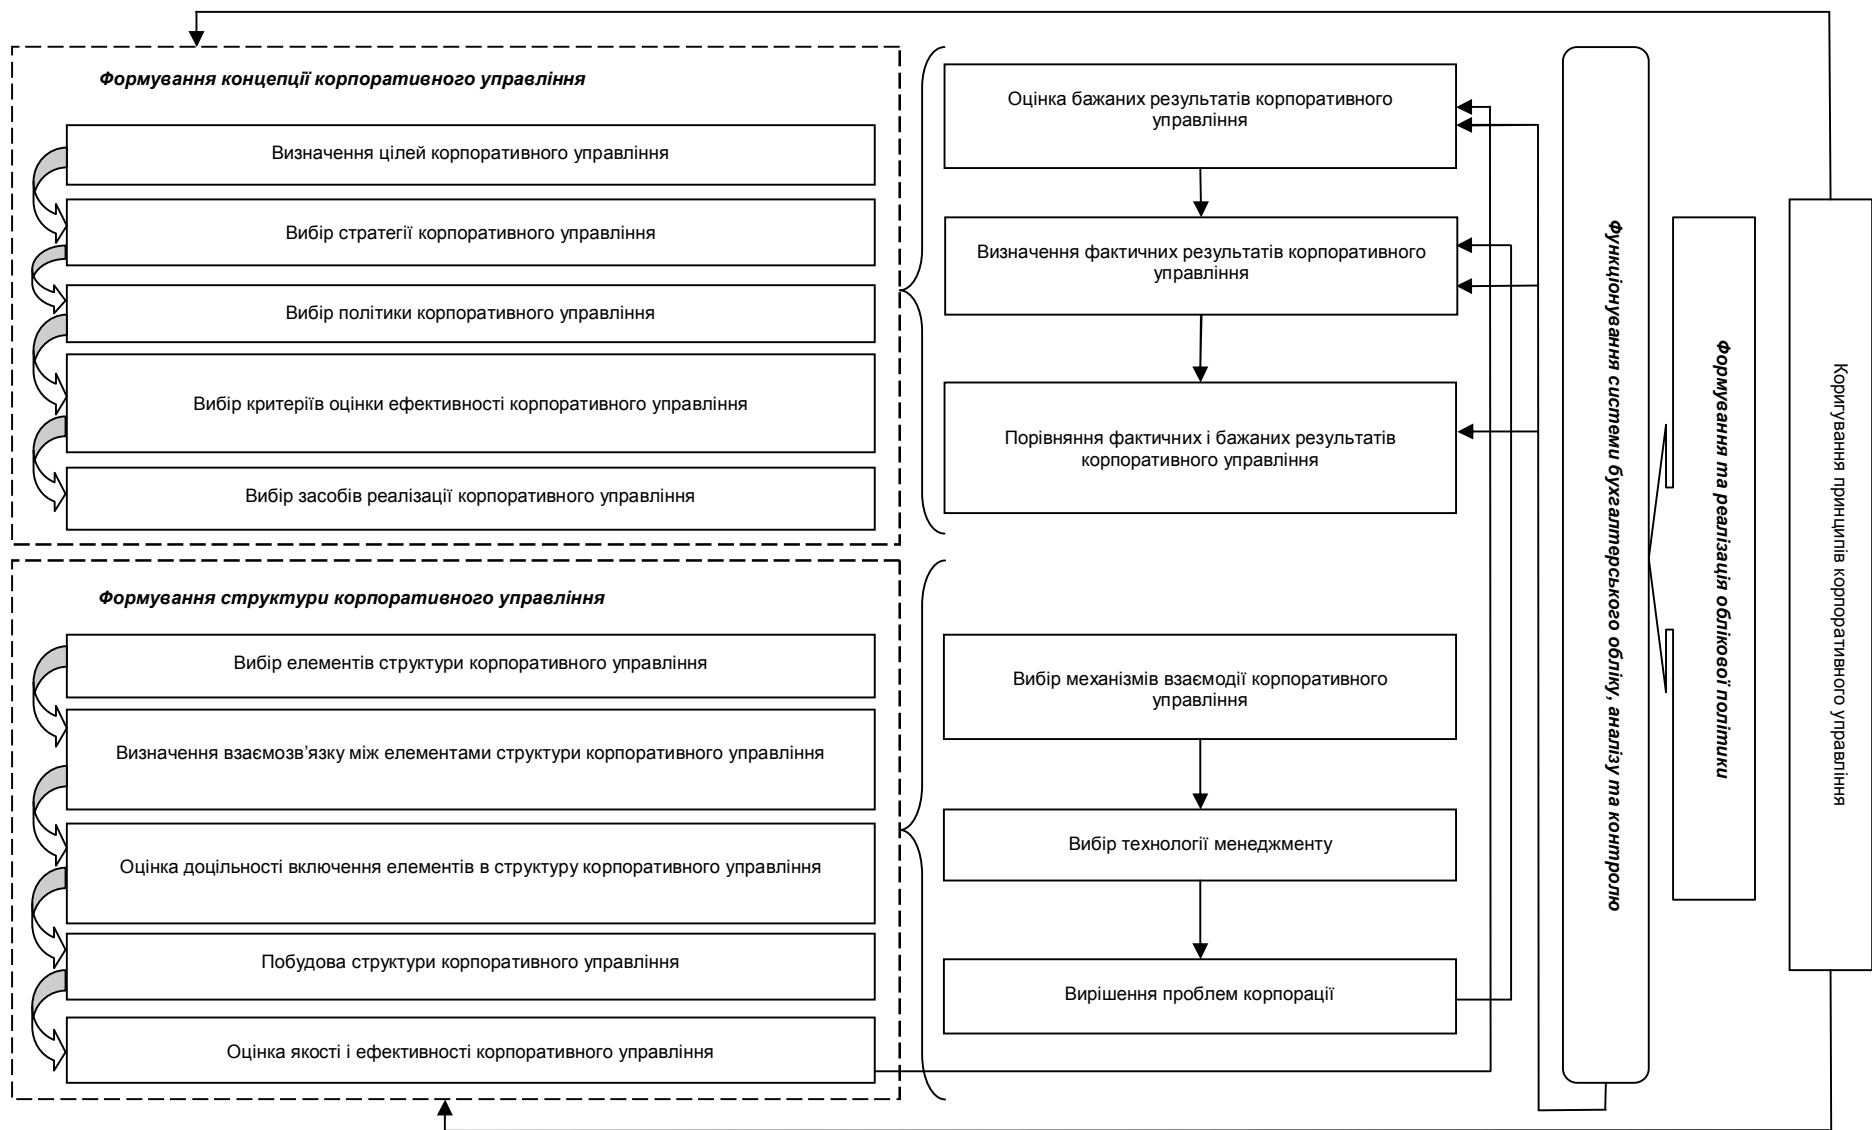 Формування концепції корпоративного управління
Визначення цілей корпоративного управління
Вибір стратегії корпоративного управління
Вибір політики корпоративного управління
Вибір критеріїв оцінки ефективності корпоративного управління
Вибір засобів реалізації корпоративного управління
Формування структури корпоративного управління
Вибір елементів структури корпоративного управління
Визначення взаємозв’язку між елементами структури корпоративного управління
Оцінка доцільності включення елементів в структуру корпоративного управління
Побудова структури корпоративного управління
Оцінка якості і ефективності корпоративного управління
Оцінка бажаних результатів корпоративного
управління
Визначення фактичних результатів корпоративного
управління
Порівняння фактичних і бажаних результатів
корпоративного управління
Вибір механізмів взаємодії корпоративного
управління
Вибір технології менеджменту
Вирішення проблем корпорації
Функціонування системи бухгалтерського обліку, аналізу та контролю
Формування та реалізація облікової політики
Коригування принципів корпоративного управління